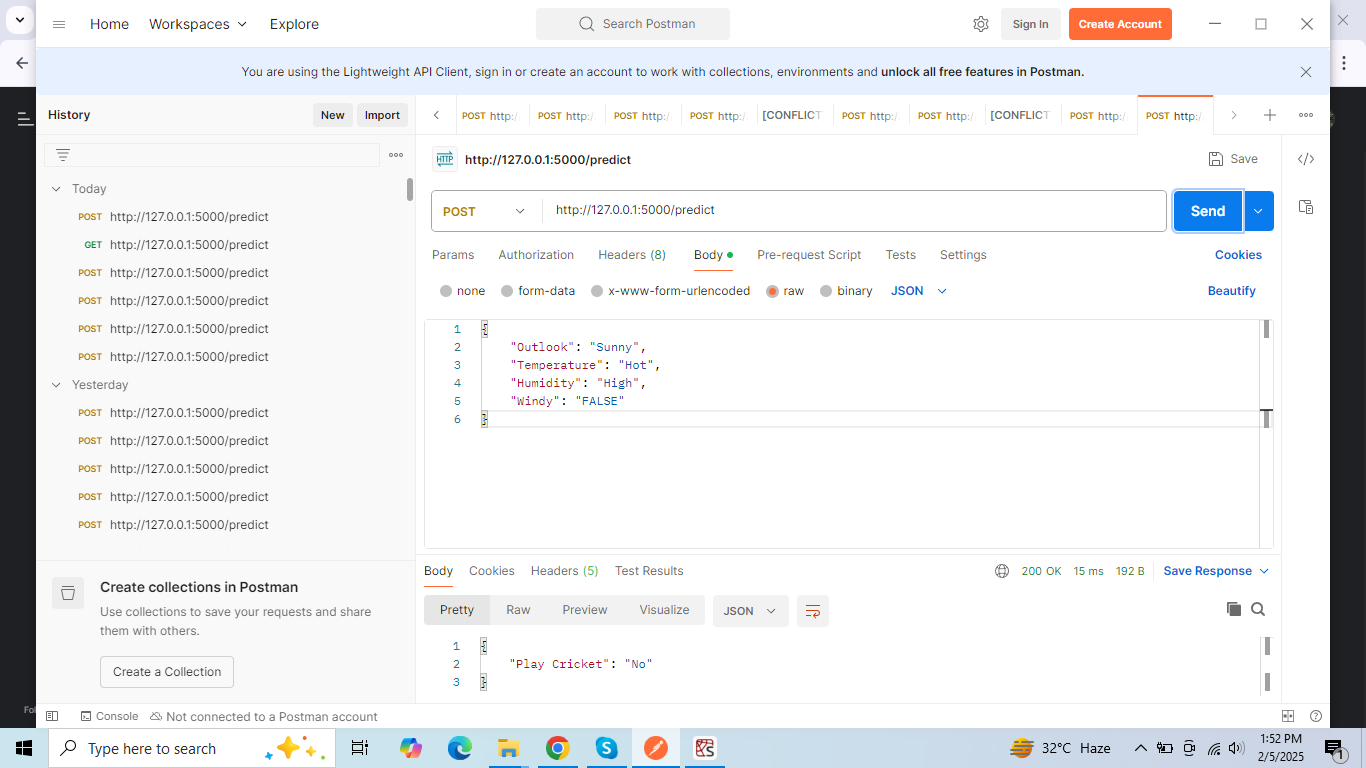 Home Workspaces Explore Search Postman Sign In Create Account
You are using the Lightweight API Client, sign in or create an account to work with collections, environments and unlock all free features in Postman.
History New Import
POST http:/ POST http:/ POST http:/ POST http:/ [CONFLICT POST http:/ POST http:/ [CONFLICT POST http:/ POST http:/
HTTP http://127.0.0.1:5000/predict Save
Today
POST http://127.0.0.1:5000/predict
GET http://127.0.0.1:5000/predict
POST http://127.0.0.1:5000/predict
POST http://127.0.0.1:5000/predict
POST http://127.0.0.1:5000/predict
POST http://127.0.0.1:5000/predict
Yesterday
POST http://127.0.0.1:5000/predict
POST http://127.0.0.1:5000/predict
POST http://127.0.0.1:5000/predict
POST http://127.0.0.1:5000/predict
POST http://127.0.0.1:5000/predict
Create collections in Postman
Use collections to save your requests and share
them with others.
Create a Collection
POST http://127.0.0.1:5000/predict Send
Params Authorization Headers (8) Body Pre-request Script Tests Settings Cookies
none form-data x-www-form-urlencoded raw binary JSON Beautify
1 {
2 "Outlook": "Sunny",
3 "Temperature": "Hot",
4 "Humidity": "High",
5 "Windy": "FALSE"
6 }
Body Cookies Headers (5) Test Results 200 OK 15 ms 192 B Save Response
Pretty Raw Preview Visualize JSON
1 {
2 "Play Cricket": "No"
3 }
Fol
Console Not connected to a Postman account
Type here to search 32°C Haze 1:52 PM
2/5/2025
1